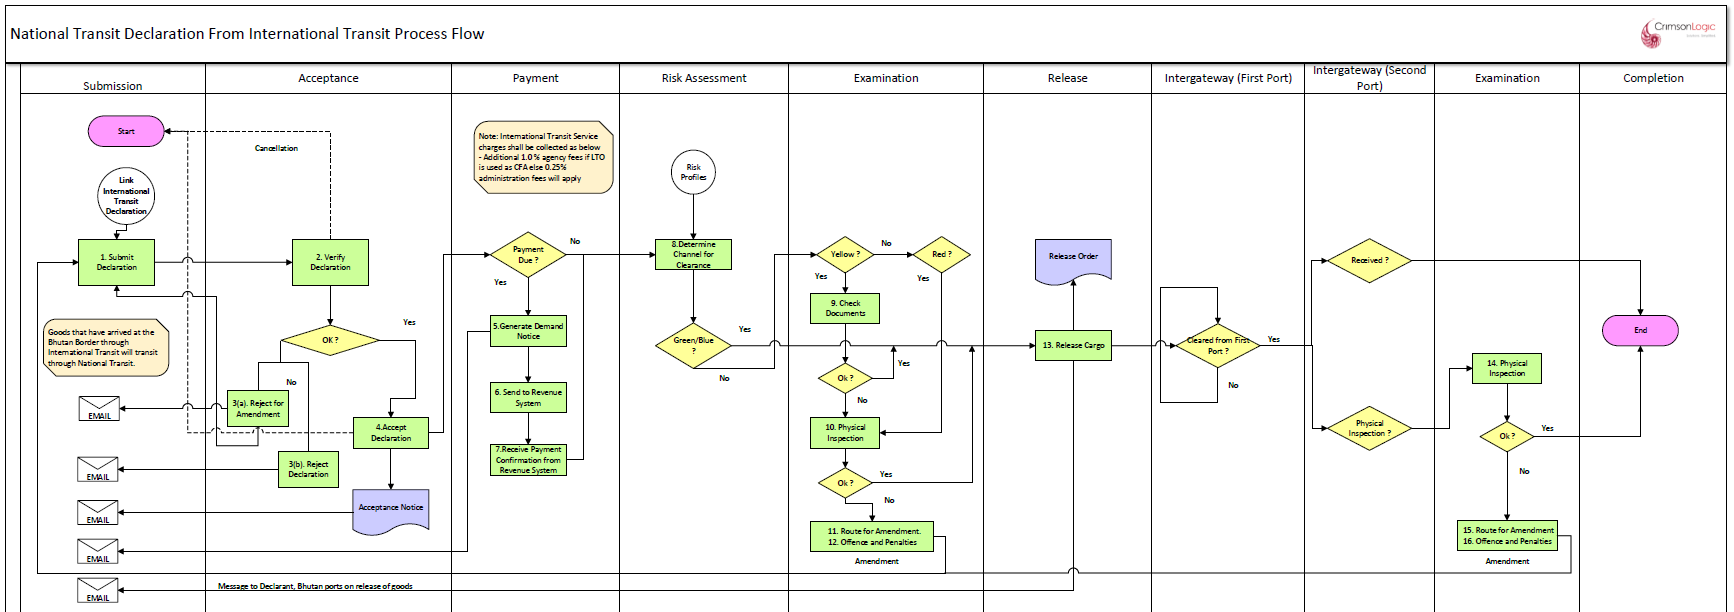 National Transit Declaration From International Transit Process Flow
CrimsonLogic
Submission
Acceptance
Payment
Risk Assessment
Examination
Release
Intergateway (First Port)
Intergateway (Second
Port)
Examination
Completion
Start
Cancellation
Link
International
Transit
Declaration
1. Submit
Declaration
2. Verify
Declaration
Goods that have arrived at the
Bhutan Border through
International Transit will transit
through National Transit.
OK ?
Yes
No
3(a). Reject for
Amendment
4.Accept
Declaration
3(b). Reject
Declaration
Acceptance Notice
EMAIL
EMAIL
EMAIL
EMAIL
EMAIL
Message to Declarant, Bhutan ports on release of goods
Note: International Transit Service
charges shall be collected as below
- Additional 1.0 % agency fees if LTO
is used as CFA else 0.25%
administration fees will apply
Payment
Due ?
No
Yes
5.Generate Demand
Notice
6. Send to Revenue
System
7.Receive Payment
Confirmation from
Revenue System
Risk
Profiles
8.Determine
Channel for
Clearance
Green/Blue
?
Yes
No
Yellow ?
No
Red ?
Yes
Yes
9. Check
Documents
Ok ?
Yes
No
10. Physical
Inspection
Ok ?
Yes
No
11. Route for Amendment.
12. Offence and Penalties
Amendment
Release Order
13. Release Cargo
Cleared from First
Port ?
Yes
No
Received ?
Physical
Inspection ?
14. Physical
Inspection
Ok ?
Yes
No
15. Route for Amendment
16. Offence and Penalties
Amendment
End